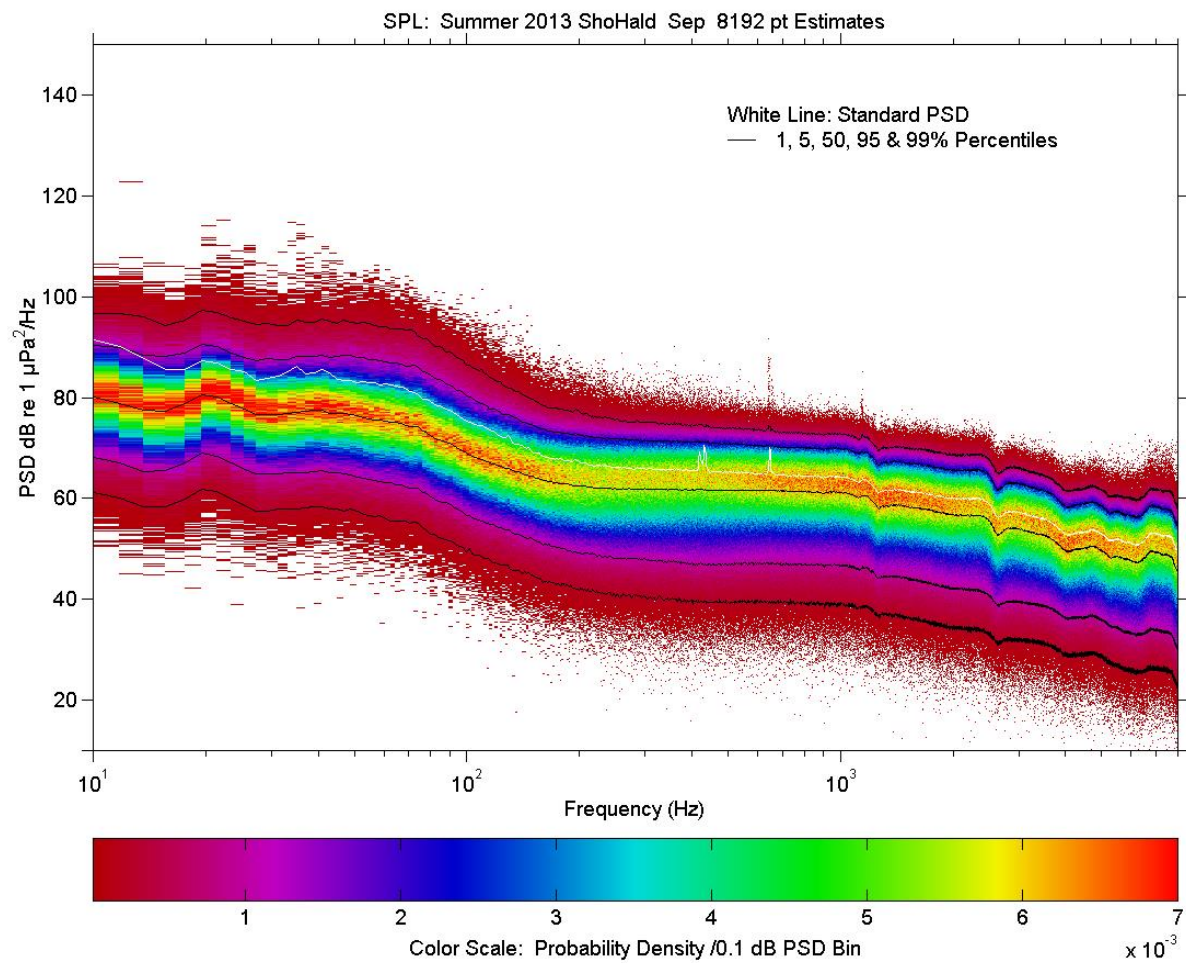 SPL:  Summer 2013 ShoHald  Sep  8192 pt Estimates
White Line: Standard PSD
1, 5, 50, 95 & 99% Percentiles
PSD dB re 1 µPa²/Hz
140
120
100
80
60
40
20
10¹ 10² 10³
Frequency (Hz)
1 2 3 4 5 6 7
Color Scale:  Probability Density /0.1 dB PSD Bin
x 10⁻³